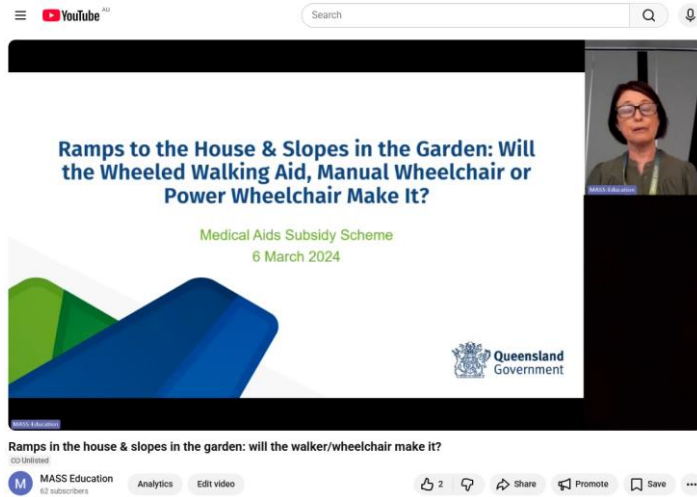 YouTube AU
Search
Ramps to the House & Slopes in the Garden: Will
the Wheeled Walking Aid, Manual Wheelchair or
Power Wheelchair Make It?
Medical Aids Subsidy Scheme
6 March 2024
MASS-Education
Queensland
Government
MASS-Education
Ramps in the house & slopes in the garden: will the walker/wheelchair make it?
Unlisted
M
MASS Education
62 subscribers
Analytics
Edit video
2
Share
Promote
Save